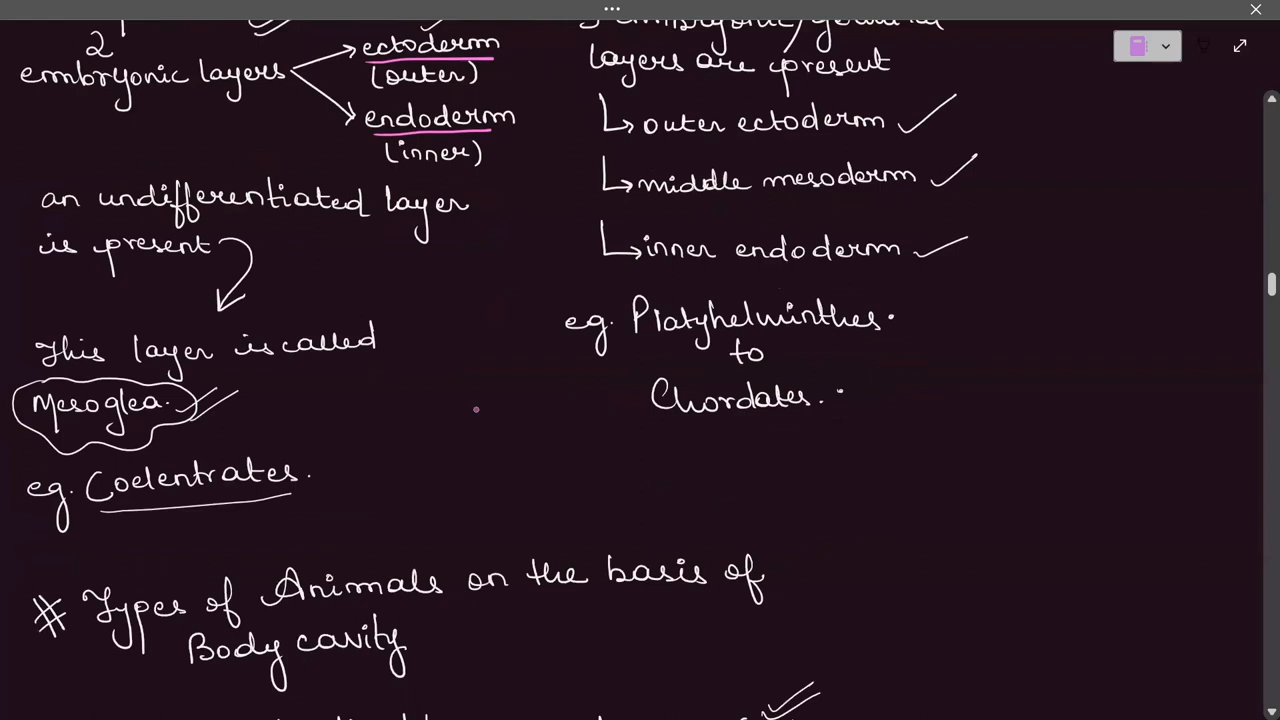 2
embryonic layers
ectoderm
(outer)
endoderm
(inner)
an undifferentiated layer
is present
This layer is called
Mesoglea.
eg. Coelentrates.
layers are present
outer ectoderm
middle mesoderm
inner endoderm
eg. Platyhelminthes.
to
Chordates.
# Types of Animals on the basis of
Body cavity